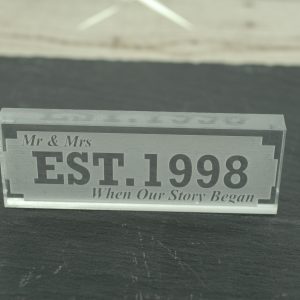 Mr & Mrs
EST.1998
When Our Story Began